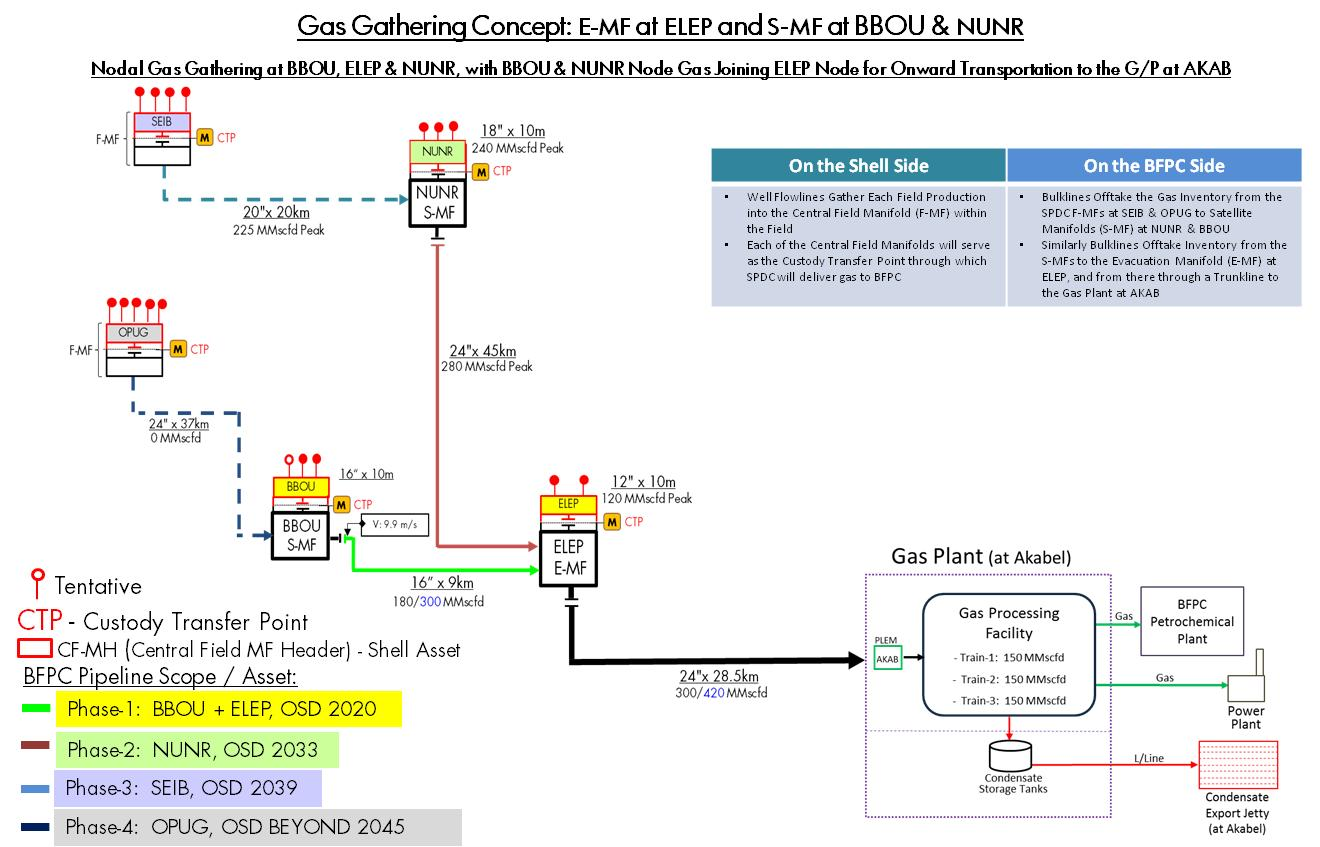 Gas Gathering Concept: E-MF at ELEP and S-MF at BBOU & NUNR
Nodal Gas Gathering at BBOU, ELEP & NUNR, with BBOU & NUNR Node Gas Joining ELEP Node for Onward Transportation to the G/P at AKAB
SEIB
F-MF
M
CTP
20"x 20km
225 MMscfd Peak
NUNR
18" x 10m
240 MMscfd Peak
M
CTP
NUNR
S-MF
On the Shell Side
▪ Well Flowlines Gather Each Field Production
into the Central Field Manifold (F-MF) within
the Field
▪ Each of the Central Field Manifolds will serve
as the Custody Transfer Point through which
SPDC will deliver gas to BFPC
On the BFPC Side
▪ Bulklines Offtake the Gas Inventory from the
SPDC F-MFs at SEIB & OPUG to Satellite
Manifolds (S-MF) at NUNR & BBOU
▪ Similarly Bulklines Offtake Inventory from the
S-MFs to the Evacuation Manifold (E-MF) at
ELEP, and from there through a Trunkline to
the Gas Plant at AKAB
OPUG
F-MF
M
CTP
24"x 45km
280 MMscfd Peak
24" x 37km
0 MMscfd
BBOU
16" x 10m
M
CTP
BBOU
S-MF
V: 9.9 m/s
ELEP
12" x 10m
120 MMscfd Peak
M
CTP
ELEP
E-MF
16" x 9km
180/300 MMscfd
24" x 28.5km
300/420 MMscfd
Gas Plant (at Akabel)
PLEM
AKAB
Gas Processing
Facility
- Train-1: 150 MMscfd
- Train-2: 150 MMscfd
- Train-3: 150 MMscfd
Gas
BFPC
Petrochemical
Plant
Gas
Power
Plant
Condensate
Storage Tanks
L/Line
Condensate
Export Jetty
(at Akabel)
Tentative
CTP - Custody Transfer Point
CF-MH (Central Field MF Header) - Shell Asset
BFPC Pipeline Scope / Asset:
Phase-1: BBOU + ELEP, OSD 2020
Phase-2: NUNR, OSD 2033
Phase-3: SEIB, OSD 2039
Phase-4: OPUG, OSD BEYOND 2045